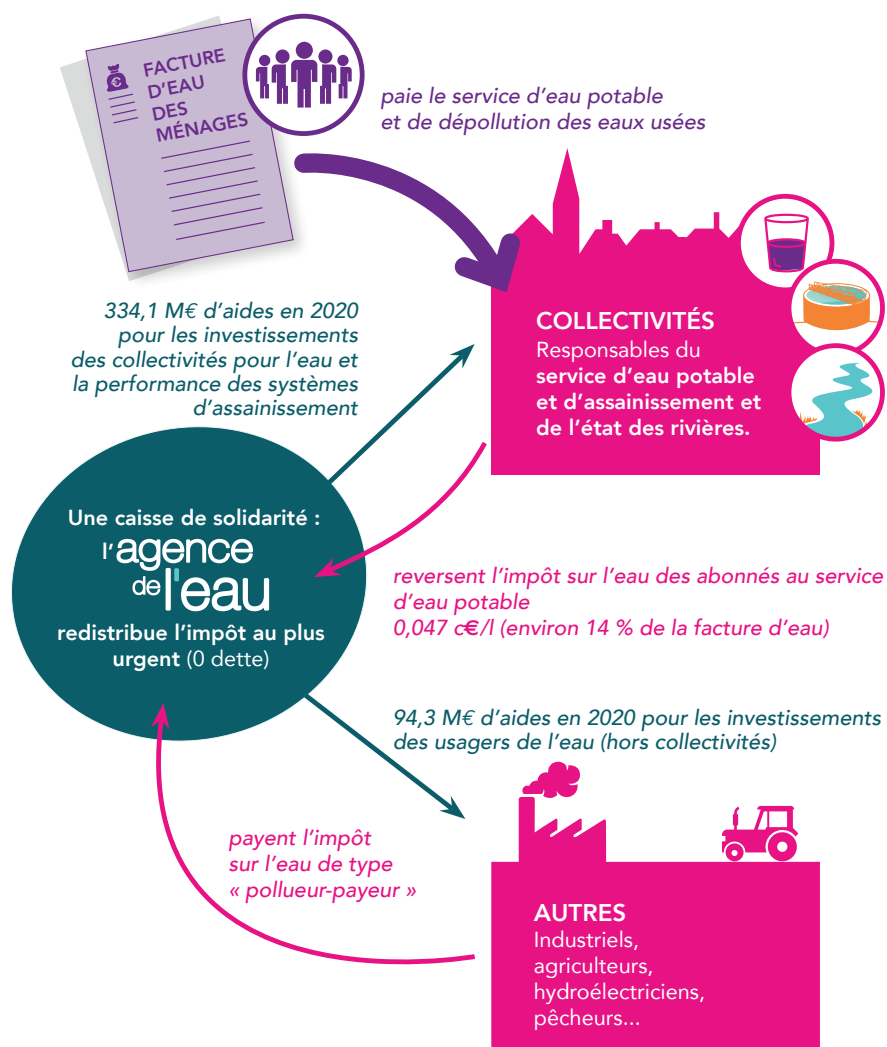 FACTURE
D'EAU
DES
MÉNAGES
paie le service d'eau potable
et de dépollution des eaux usées
334,1 M€ d'aides en 2020
pour les investissements
des collectivités pour l'eau et
la performance des systèmes
d'assainissement
COLLECTIVITÉS
Responsables du
service d'eau potable
et d'assainissement et
de l'état des rivières.
Une caisse de solidarité :
l'agence
de l'eau
redistribue l'impôt au plus
urgent (0 dette)
reversent l'impôt sur l'eau des abonnés au service
d'eau potable
0,047 c€/l (environ 14 % de la facture d'eau)
94,3 M€ d'aides en 2020 pour les investissements
des usagers de l'eau (hors collectivités)
payent l'impôt
sur l'eau de type
« pollueur-payeur »
AUTRES
Industriels,
agriculteurs,
hydroélectriciens,
pêcheurs...